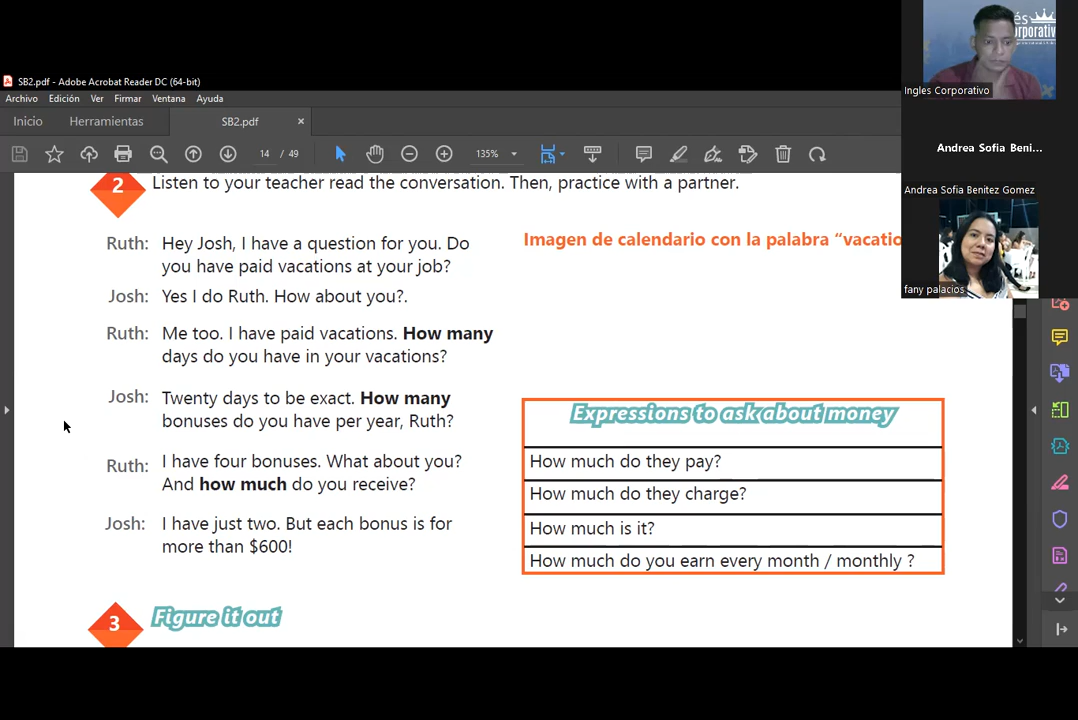 SB2.pdf - Adobe Acrobat Reader DC (64-bit)
Archivo Edición Ver Firmar Ventana Ayuda
Inicio Herramientas SB2.pdf ×
14 / 49 135%
2 Listen to your teacher read the conversation. Then, practice with a partner.
Ruth: Hey Josh, I have a question for you. Do
you have paid vacations at your job?
Josh: Yes I do Ruth. How about you?.
Ruth: Me too. I have paid vacations. How many
days do you have in your vacations?
Josh: Twenty days to be exact. How many
bonuses do you have per year, Ruth?
Ruth: I have four bonuses. What about you?
And how much do you receive?
Josh: I have just two. But each bonus is for
more than $600!
3 Figure it out
Imagen de calendario con la palabra “vacatio
Expressions to ask about money
How much do they pay?
How much do they charge?
How much is it?
How much do you earn every month / monthly ?
Ingles Corporativo
Andrea Sofia Beni...
Andrea Sofia Benitez Gomez
fany palacios